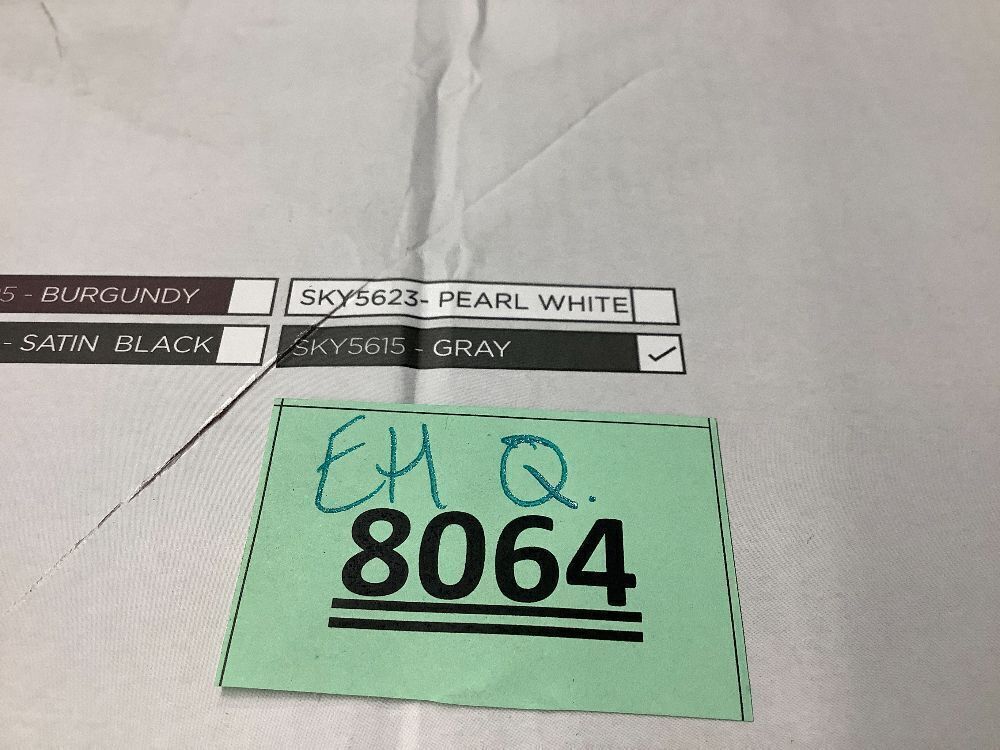 5 - BURGUNDY
SKY5623- PEARL WHITE
- SATIN BLACK
SKY5615 - GRAY
EH Q.
8064